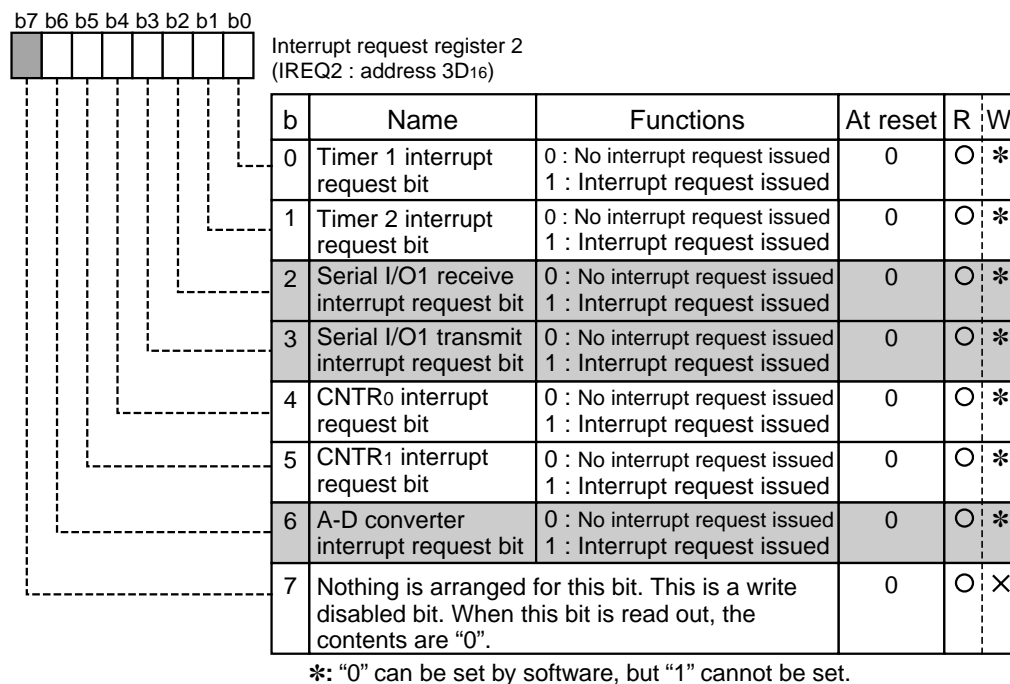 b7 b6 b5 b4 b3 b2 b1 b0
Interrupt request register 2
(IREQ2 : address 3D16)
b Name Functions At reset R W
0 Timer 1 interrupt request bit 0 : No interrupt request issued 1 : Interrupt request issued 0 ○ ✻
1 Timer 2 interrupt request bit 0 : No interrupt request issued 1 : Interrupt request issued 0 ○ ✻
2 Serial I/O1 receive interrupt request bit 0 : No interrupt request issued 1 : Interrupt request issued 0 ○ ✻
3 Serial I/O1 transmit interrupt request bit 0 : No interrupt request issued 1 : Interrupt request issued 0 ○ ✻
4 CNTR0 interrupt request bit 0 : No interrupt request issued 1 : Interrupt request issued 0 ○ ✻
5 CNTR1 interrupt request bit 0 : No interrupt request issued 1 : Interrupt request issued 0 ○ ✻
6 A-D converter interrupt request bit 0 : No interrupt request issued 1 : Interrupt request issued 0 ○ ✻
7 Nothing is arranged for this bit. This is a write disabled bit. When this bit is read out, the contents are “0”. 0 ○ ×
✻: “0” can be set by software, but “1” cannot be set.